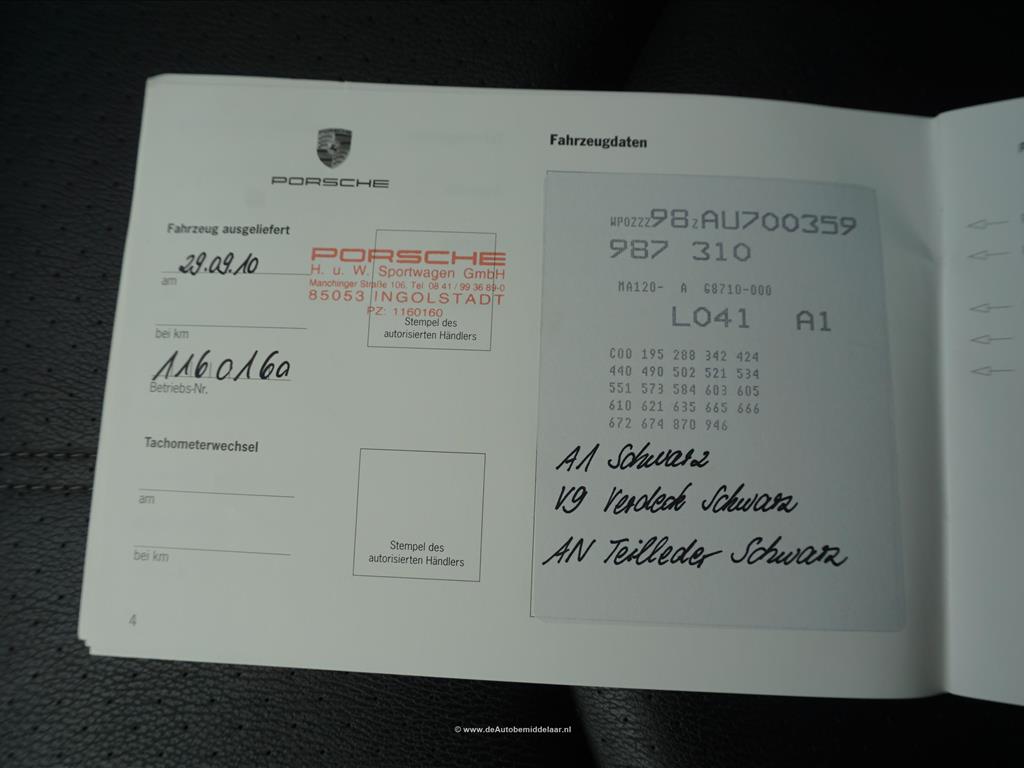 PORSCHE
Fahrzeug ausgeliefert
29.09.10
am
bei km
1160160
Betriebs-Nr.
PORSCHE
H. u. W. Sportwagen GmbH
Manchinger Straße 106, Tel. 08 41 / 99 36 89-0
85053 INGOLSTADT
PZ: 1160160
Stempel des
autorisierten Händlers
Tachometerwechsel
am
bei km
Stempel des
autorisierten Händlers
4
Fahrzeugdaten
WP0ZZZ98ZAU700359
987 310
MA120- A G8710-000
L041 A1
C00 195 288 342 424
440 490 502 521 534
551 573 584 603 605
610 621 635 665 666
672 674 870 946
A1 Schwarz
V9 Verdeck Schwarz
AN Teilleder Schwarz
© www.deAutobemiddelaar.nl